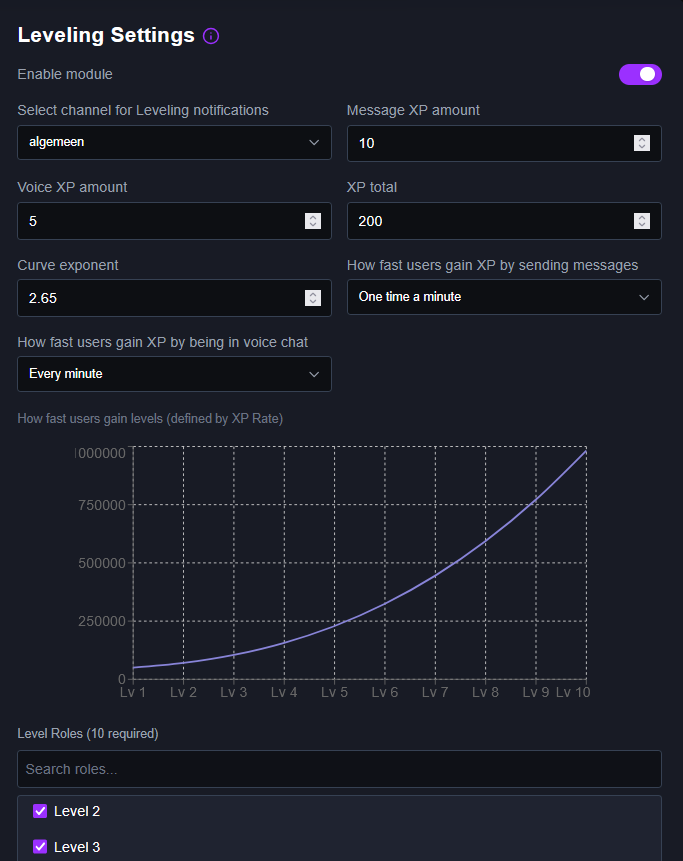 Leveling Settings
Enable module
Select channel for Leveling notifications
algemeen
Message XP amount
10
Voice XP amount
5
XP total
200
Curve exponent
2.65
How fast users gain XP by sending messages
One time a minute
How fast users gain XP by being in voice chat
Every minute
How fast users gain levels (defined by XP Rate)
1000000
750000
500000
250000
0
Lv 1 Lv 2 Lv 3 Lv 4 Lv 5 Lv 6 Lv 7 Lv 8 Lv 9 Lv 10
Level Roles (10 required)
Search roles...
Level 2
Level 3